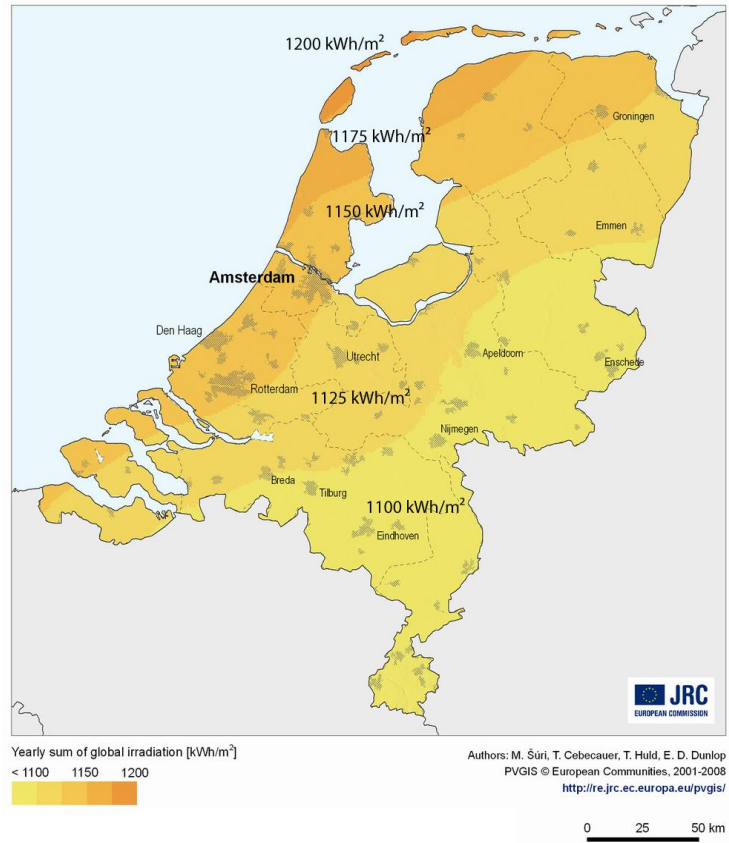 1200 kWh/m²
1175 kWh/m²
Groningen
1150 kWh/m²
Emmen
Amsterdam
Den Haag
Utrecht
Apeldoorn
Enschede
Rotterdam
1125 kWh/m²
Nijmegen
Breda
Tilburg
1100 kWh/m²
Eindhoven
JRC
EUROPEAN COMMISSION
Yearly sum of global irradiation [kWh/m²]
< 1100 1150 1200
Authors: M. Šúri, T. Cebecauer, T. Huld, E. D. Dunlop
PVGIS © European Communities, 2001-2008
http://re.jrc.ec.europa.eu/pvgis/
0 25 50 km